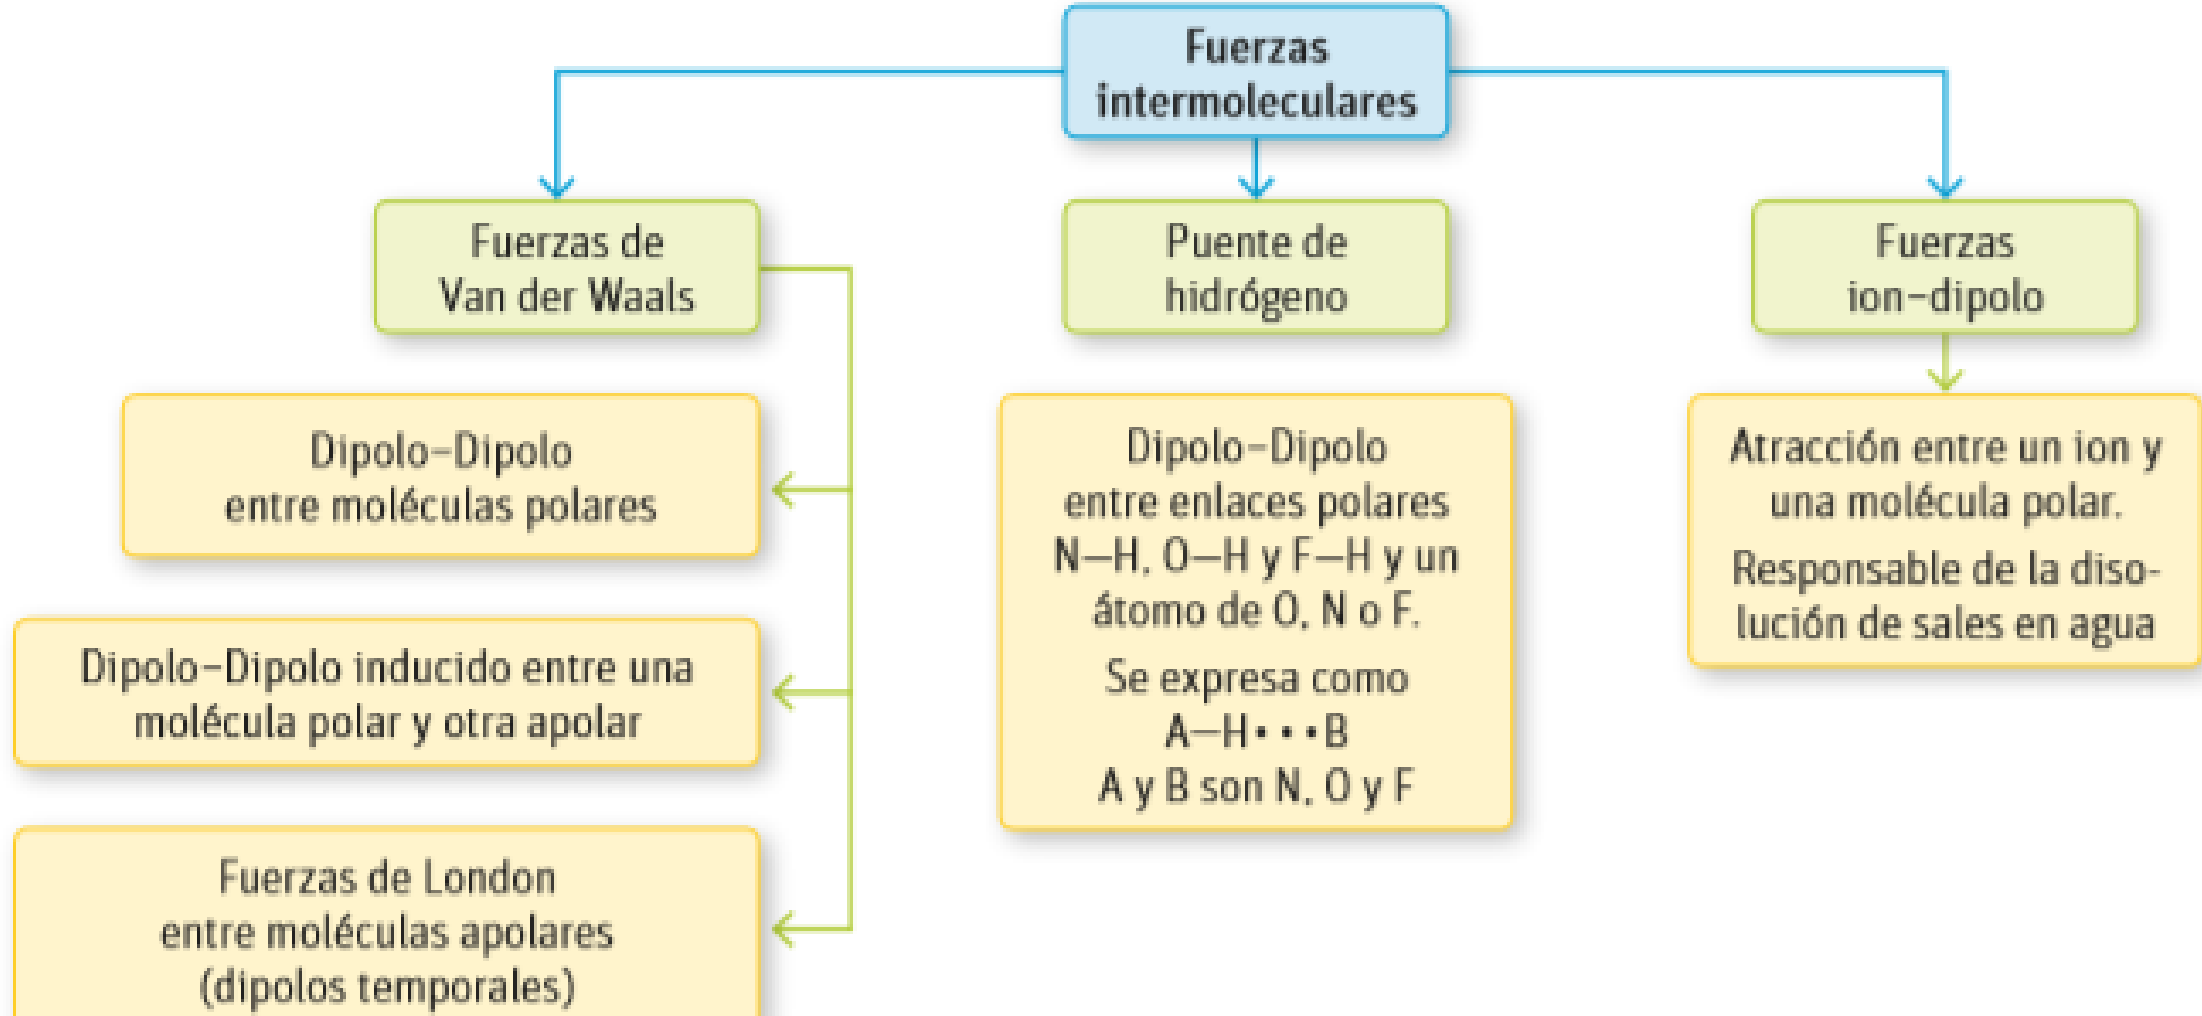 Fuerzas
intermoleculares
Fuerzas de
Van der Waals
Puente de
hidrógeno
Fuerzas
ion–dipolo
Dipolo–Dipolo
entre moléculas polares
Dipolo–Dipolo inducido entre una
molécula polar y otra apolar
Fuerzas de London
entre moléculas apolares
(dipolos temporales)
Dipolo–Dipolo
entre enlaces polares
N—H, O—H y F—H y un
átomo de O, N o F.
Se expresa como
A—H•••B
A y B son N, O y F
Atracción entre un ion y
una molécula polar.
Responsable de la diso-
lución de sales en agua